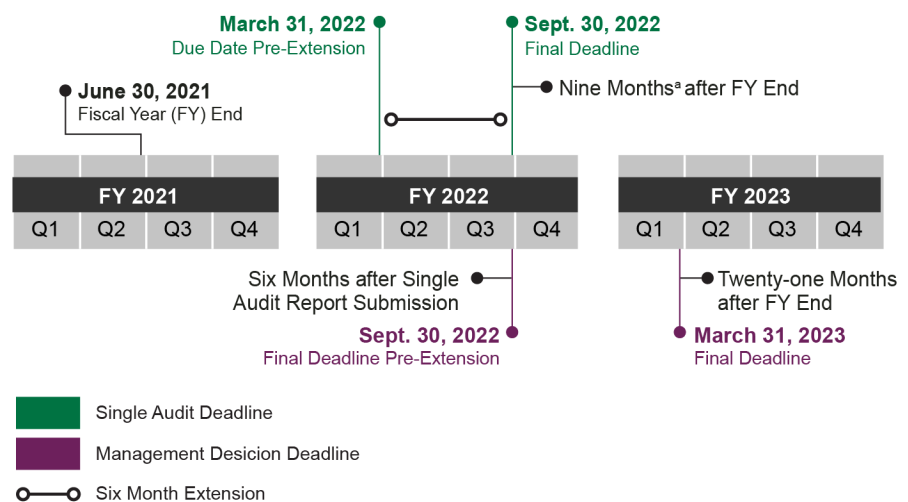 March 31, 2022
Due Date Pre-Extension
Sept. 30, 2022
Final Deadline
June 30, 2021
Fiscal Year (FY) End
Nine Monthsª after FY End
FY 2021
Q1 Q2 Q3 Q4
FY 2022
Q1 Q2 Q3 Q4
FY 2023
Q1 Q2 Q3 Q4
Six Months after Single
Audit Report Submission
Sept. 30, 2022
Final Deadline Pre-Extension
Twenty-one Months
after FY End
March 31, 2023
Final Deadline
Single Audit Deadline
Management Desicion Deadline
Six Month Extension